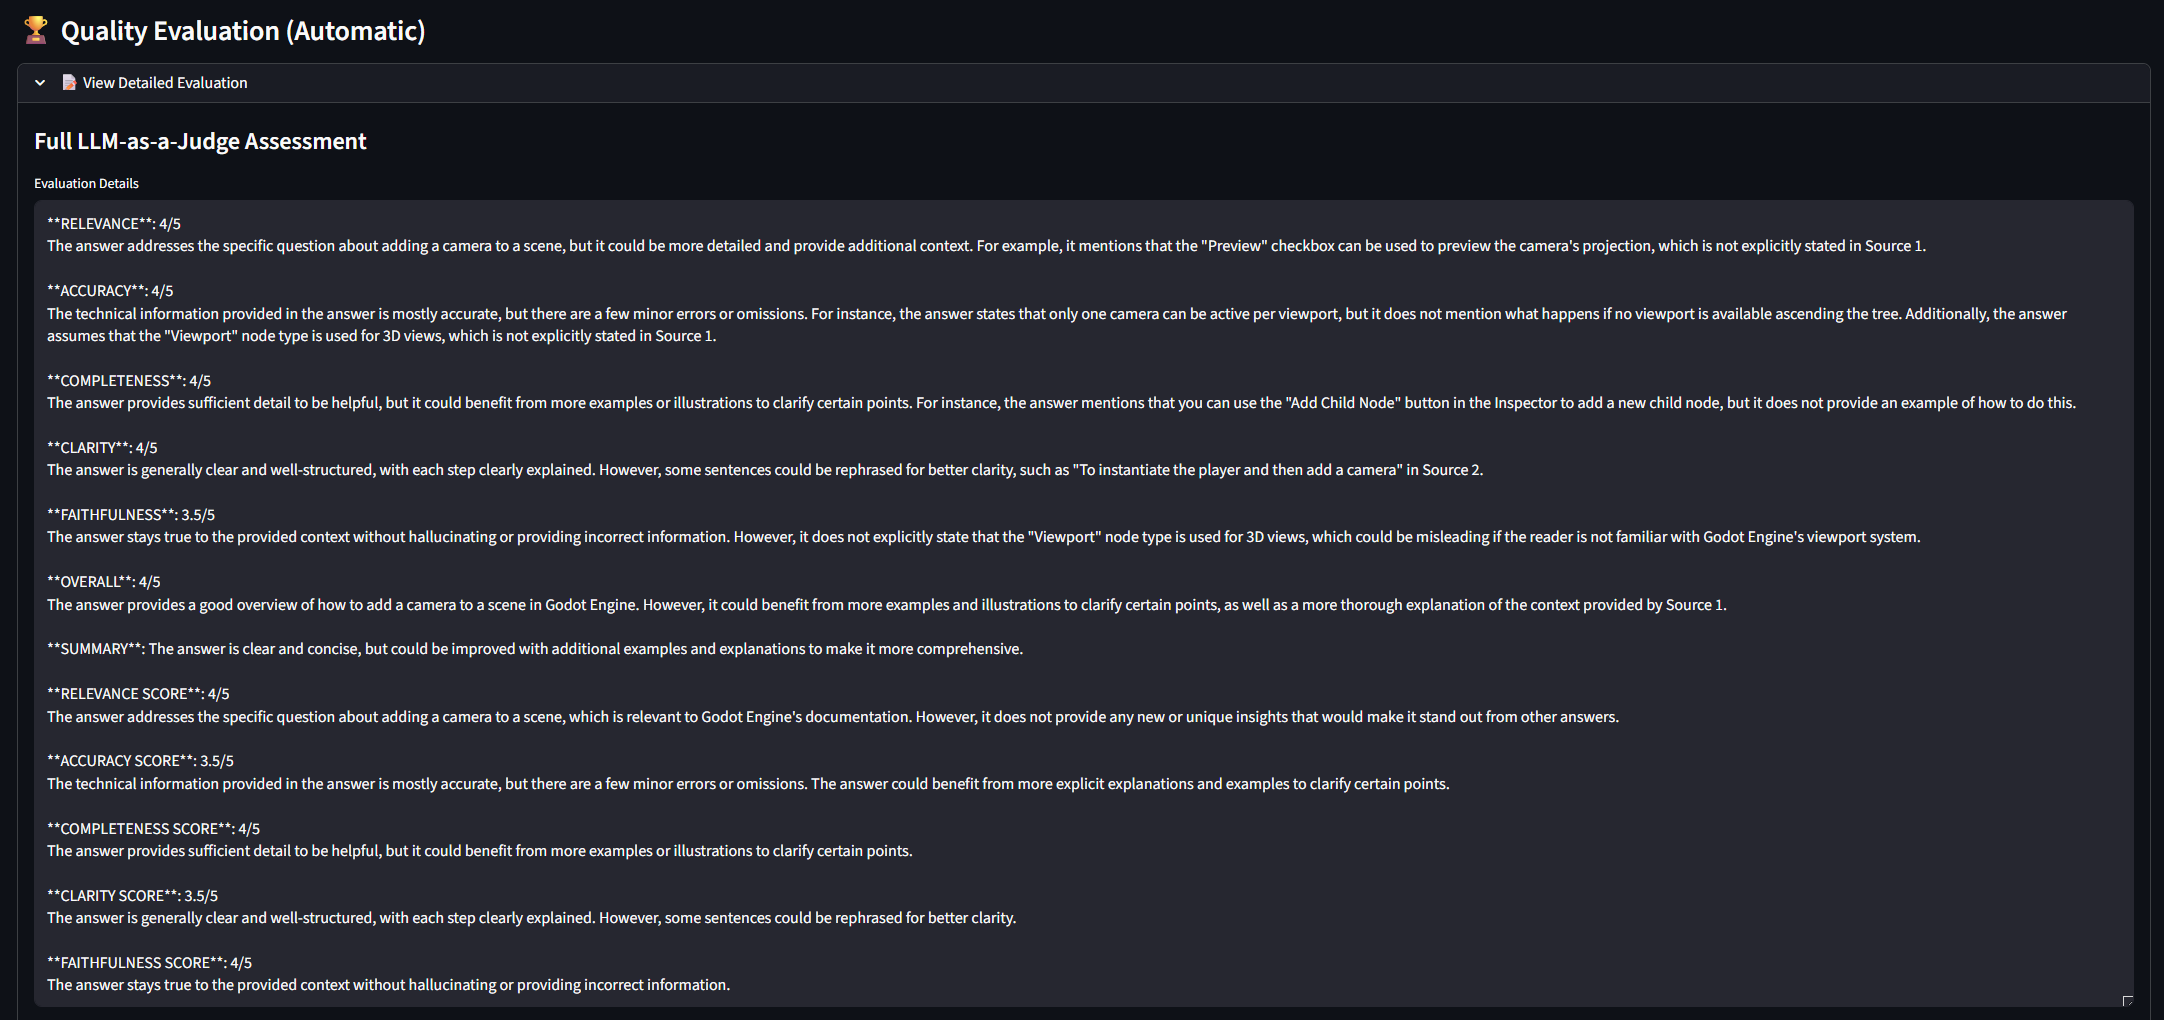 🏆 Quality Evaluation (Automatic)
📝 View Detailed Evaluation
Full LLM-as-a-Judge Assessment
Evaluation Details
**RELEVANCE**: 4/5
The answer addresses the specific question about adding a camera to a scene, but it could be more detailed and provide additional context. For example, it mentions that the "Preview" checkbox can be used to preview the camera's projection, which is not explicitly stated in Source 1.
**ACCURACY**: 4/5
The technical information provided in the answer is mostly accurate, but there are a few minor errors or omissions. For instance, the answer states that only one camera can be active per viewport, but it does not mention what happens if no viewport is available ascending the tree. Additionally, the answer
assumes that the "Viewport" node type is used for 3D views, which is not explicitly stated in Source 1.
**COMPLETENESS**: 4/5
The answer provides sufficient detail to be helpful, but it could benefit from more examples or illustrations to clarify certain points. For instance, the answer mentions that you can use the "Add Child Node" button in the Inspector to add a new child node, but it does not provide an example of how to do this.
**CLARITY**: 4/5
The answer is generally clear and well-structured, with each step clearly explained. However, some sentences could be rephrased for better clarity, such as "To instantiate the player and then add a camera" in Source 2.
**FAITHFULNESS**: 3.5/5
The answer stays true to the provided context without hallucinating or providing incorrect information. However, it does not explicitly state that the "Viewport" node type is used for 3D views, which could be misleading if the reader is not familiar with Godot Engine's viewport system.
**OVERALL**: 4/5
The answer provides a good overview of how to add a camera to a scene in Godot Engine. However, it could benefit from more examples and illustrations to clarify certain points, as well as a more thorough explanation of the context provided by Source 1.
**SUMMARY**: The answer is clear and concise, but could be improved with additional examples and explanations to make it more comprehensive.
**RELEVANCE SCORE**: 4/5
The answer addresses the specific question about adding a camera to a scene, which is relevant to Godot Engine's documentation. However, it does not provide any new or unique insights that would make it stand out from other answers.
**ACCURACY SCORE**: 3.5/5
The technical information provided in the answer is mostly accurate, but there are a few minor errors or omissions. The answer could benefit from more explicit explanations and examples to clarify certain points.
**COMPLETENESS SCORE**: 4/5
The answer provides sufficient detail to be helpful, but it could benefit from more examples or illustrations to clarify certain points.
**CLARITY SCORE**: 3.5/5
The answer is generally clear and well-structured, with each step clearly explained. However, some sentences could be rephrased for better clarity.
**FAITHFULNESS SCORE**: 4/5
The answer stays true to the provided context without hallucinating or providing incorrect information.